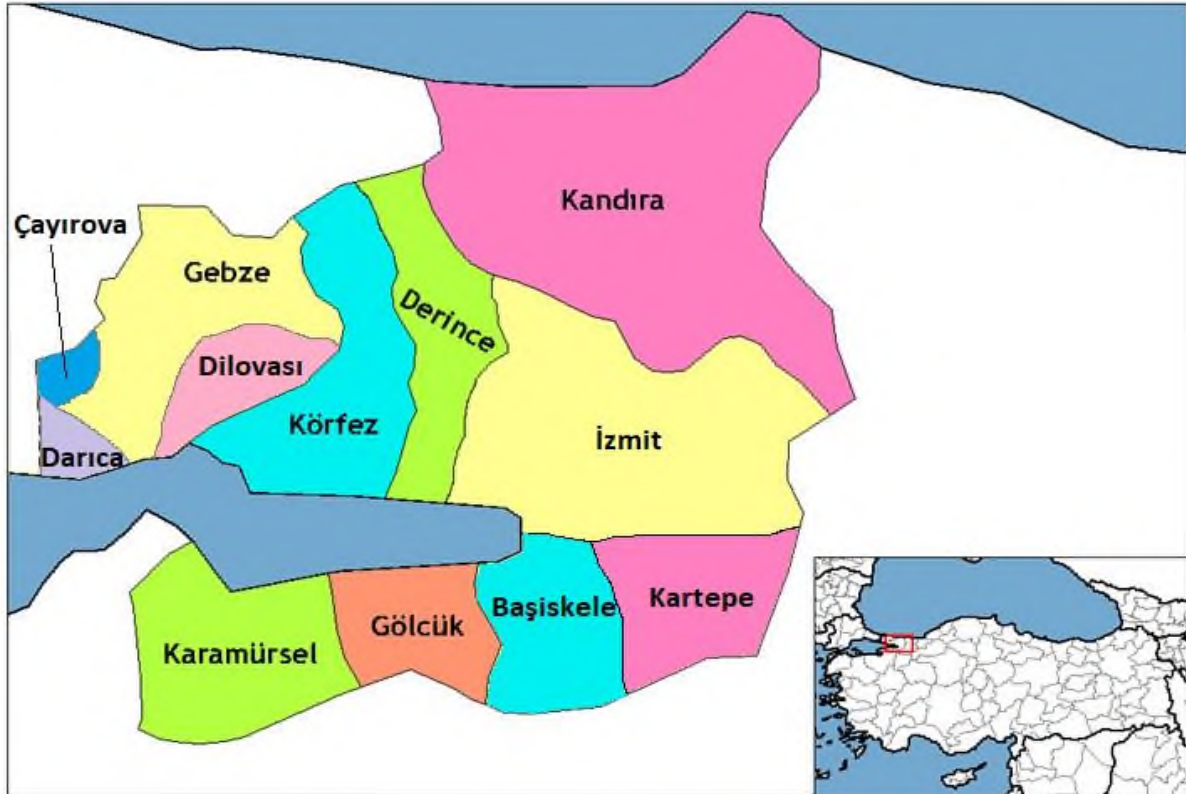 Kandıra
Çayırova
Gebze
Derince
Dilovası
Körfez
İzmit
Darıca
Başiskele
Kartepe
Gölcük
Karamürsel